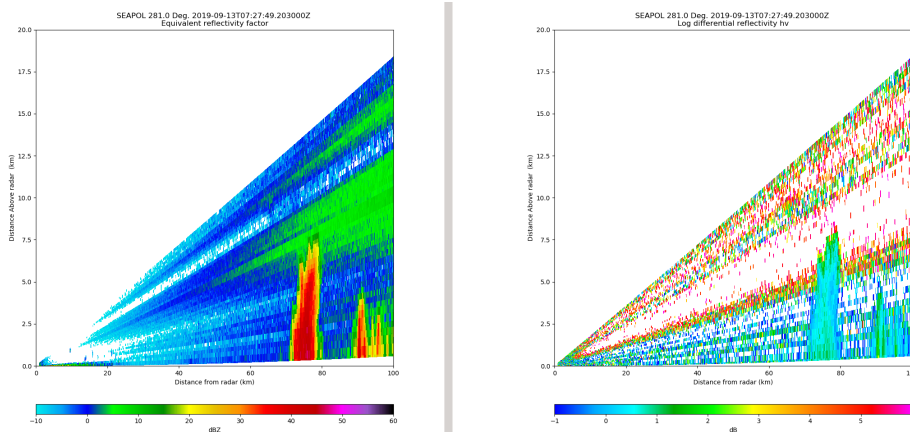 SEAPOL 281.0 Deg. 2019-09-13T07:27:49.203000Z
Equivalent reflectivity factor
20.0
17.5
15.0
12.5
10.0
7.5
5.0
2.5
0.0
Distance Above radar (km)
0 20 40 60 80 100
Distance from radar (km)
−10 0 10 20 30 40 50 60
dBZ
SEAPOL 281.0 Deg. 2019-09-13T07:27:49.203000Z
Log differential reflectivity hv
20.0
17.5
15.0
12.5
10.0
7.5
5.0
2.5
0.0
Distance Above radar (km)
0 20 40 60 80 100
Distance from radar (km)
−1 0 1 2 3 4 5
dB